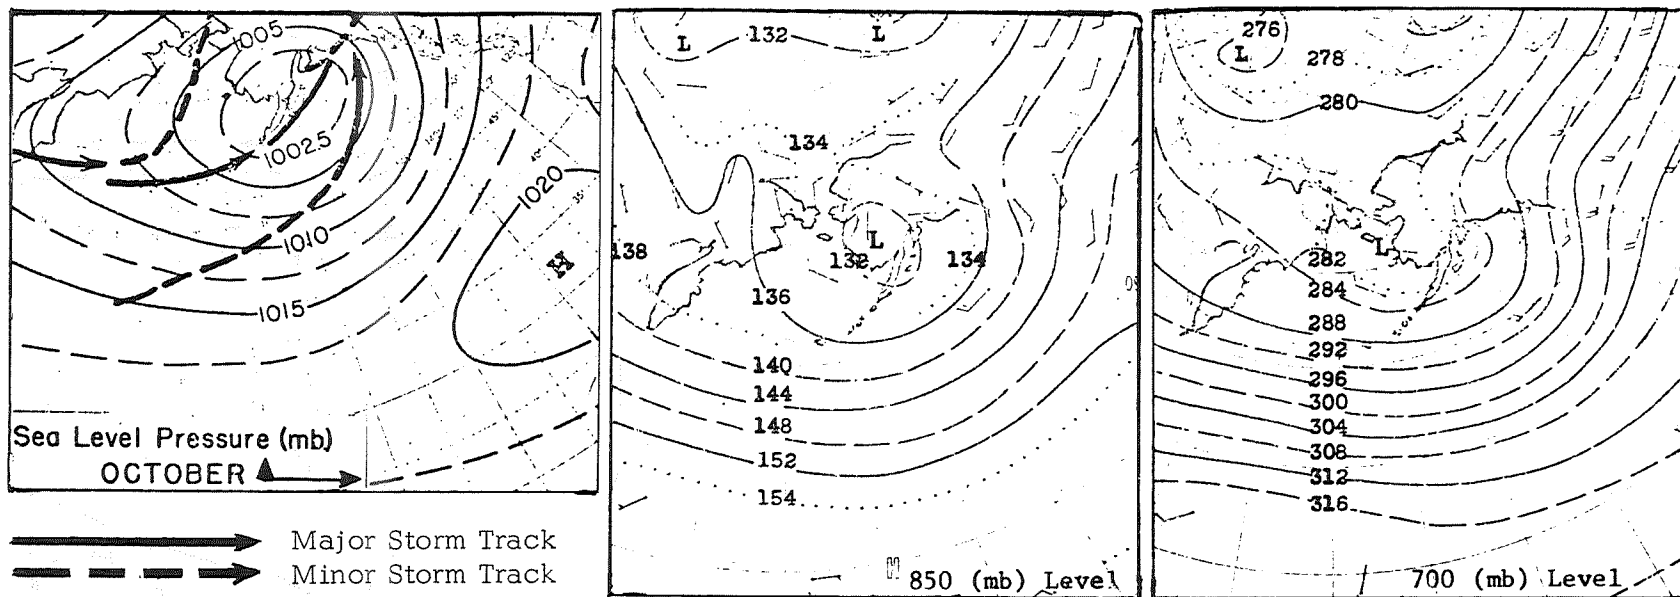 1005
1002.5
1020
H
1010
1015
Sea Level Pressure (mb)
OCTOBER
Major Storm Track
Minor Storm Track
L
132
L
134
138
L
132
134
136
140
144
148
152
154
H
850 (mb) Level
276
L
278
280
L
282
284
288
292
296
300
304
308
312
316
700 (mb) Level